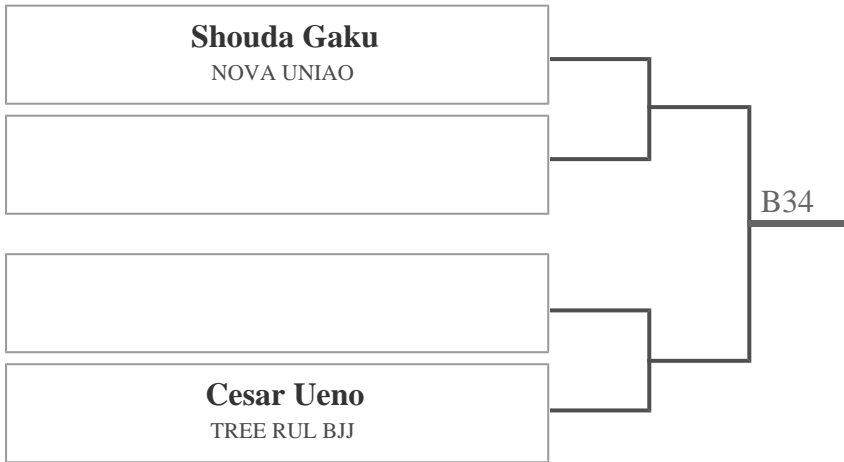 Shouda Gaku
NOVA UNIAO
B34
Cesar Ueno
TREE RUL BJJ